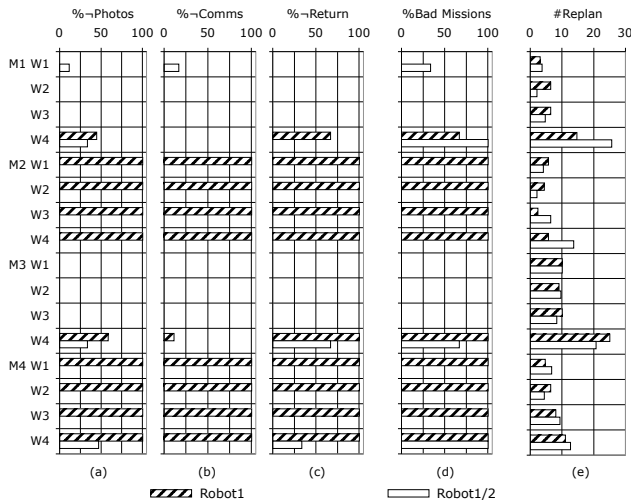 %¬Photos %¬Comms %¬Return %Bad Missions #Replan
0 50 100 0 50 100 0 50 100 0 50 100 0 10 20 30
M1 W1
W2
W3
W4
M2 W1
W2
W3
W4
M3 W1
W2
W3
W4
M4 W1
W2
W3
W4
(a) (b) (c) (d) (e)
Robot1 Robot1/2